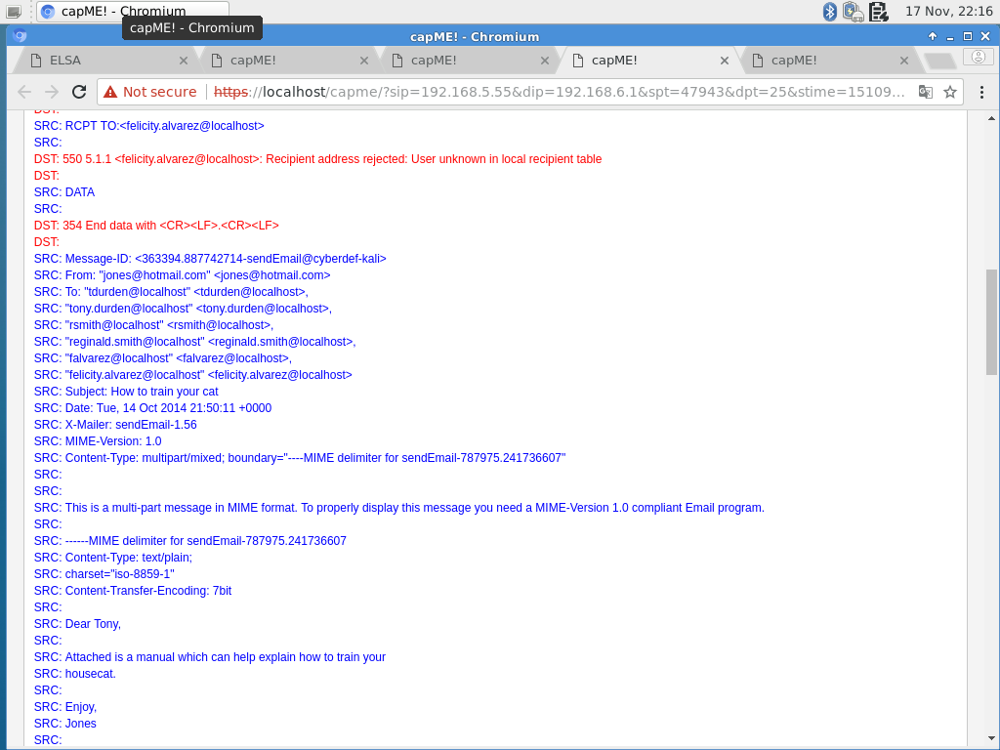 capME! - Chromium
17 Nov, 22:16
capME! - Chromium
capME! - Chromium
ELSA
capME!
capME!
capME!
capME!
Not secure https://localhost/capme/?sip=192.168.5.55&dip=192.168.6.1&spt=47943&dpt=25&stime=15109...
DST:
SRC: RCPT TO:<felicity.alvarez@localhost>
SRC:
DST: 550 5.1.1 <felicity.alvarez@localhost>: Recipient address rejected: User unknown in local recipient table
DST:
SRC: DATA
SRC:
DST: 354 End data with <CR><LF>.<CR><LF>
DST:
SRC: Message-ID: <363394.887742714-sendEmail@cyberdef-kali>
SRC: From: "jones@hotmail.com" <jones@hotmail.com>
SRC: To: "tdurden@localhost" <tdurden@localhost>,
SRC: "tony.durden@localhost" <tony.durden@localhost>,
SRC: "rsmith@localhost" <rsmith@localhost>,
SRC: "reginald.smith@localhost" <reginald.smith@localhost>,
SRC: "falvarez@localhost" <falvarez@localhost>,
SRC: "felicity.alvarez@localhost" <felicity.alvarez@localhost>
SRC: Subject: How to train your cat
SRC: Date: Tue, 14 Oct 2014 21:50:11 +0000
SRC: X-Mailer: sendEmail-1.56
SRC: MIME-Version: 1.0
SRC: Content-Type: multipart/mixed; boundary="----MIME delimiter for sendEmail-787975.241736607"
SRC:
SRC:
SRC: This is a multi-part message in MIME format. To properly display this message you need a MIME-Version 1.0 compliant Email program.
SRC:
SRC: ------MIME delimiter for sendEmail-787975.241736607
SRC: Content-Type: text/plain;
SRC: charset="iso-8859-1"
SRC: Content-Transfer-Encoding: 7bit
SRC:
SRC: Dear Tony,
SRC:
SRC: Attached is a manual which can help explain how to train your
SRC: housecat.
SRC:
SRC: Enjoy,
SRC: Jones
SRC: